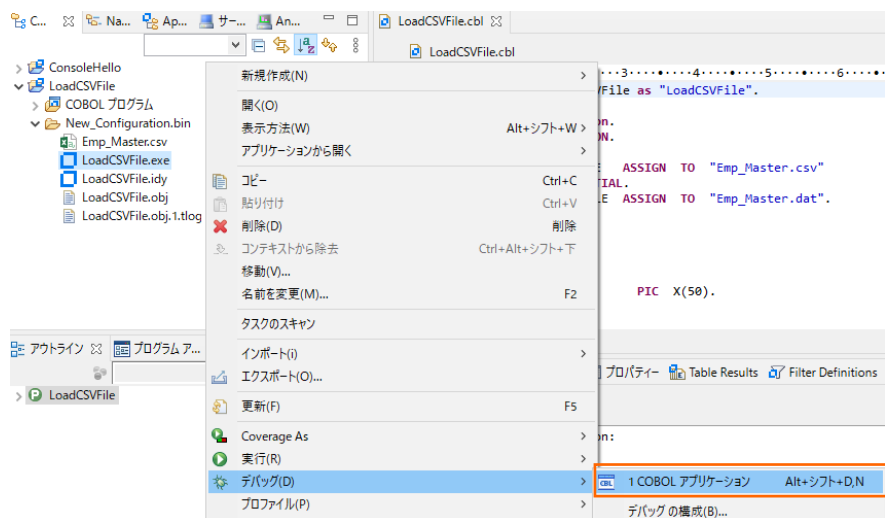 C...
Na...
Ap...
サー...
An...
LoadCSVFile.cbl
LoadCSVFile.cbl
ConsoleHello
LoadCSVFile
COBOL プログラム
New_Configuration.bin
Emp_Master.csv
LoadCSVFile.exe
LoadCSVFile.idy
LoadCSVFile.obj
LoadCSVFile.obj.1.tlog
新規作成(N)
開く(O)
表示方法(W) Alt+シフト+W
アプリケーションから開く
コピー Ctrl+C
貼り付け Ctrl+V
削除(D) 削除
コンテキストから除去 Ctrl+Alt+シフト+下
移動(V)...
名前を変更(M)... F2
タスクのスキャン
インポート(i)
エクスポート(O)...
更新(F) F5
Coverage As
実行(R)
デバッグ(D)
プロファイル(P)
1 COBOL アプリケーション Alt+シフト+D,N
デバッグ の構成(B)...
···3····•····4····•····5····•····6····•·
File as "LoadCSVFile".
on.
ON.
E ASSIGN TO "Emp_Master.csv"
TIAL.
LE ASSIGN TO "Emp_Master.dat".
PIC X(50).
アウトライン
プログラム ア...
LoadCSVFile
プロパティー
Table Results
Filter Definitions
on: